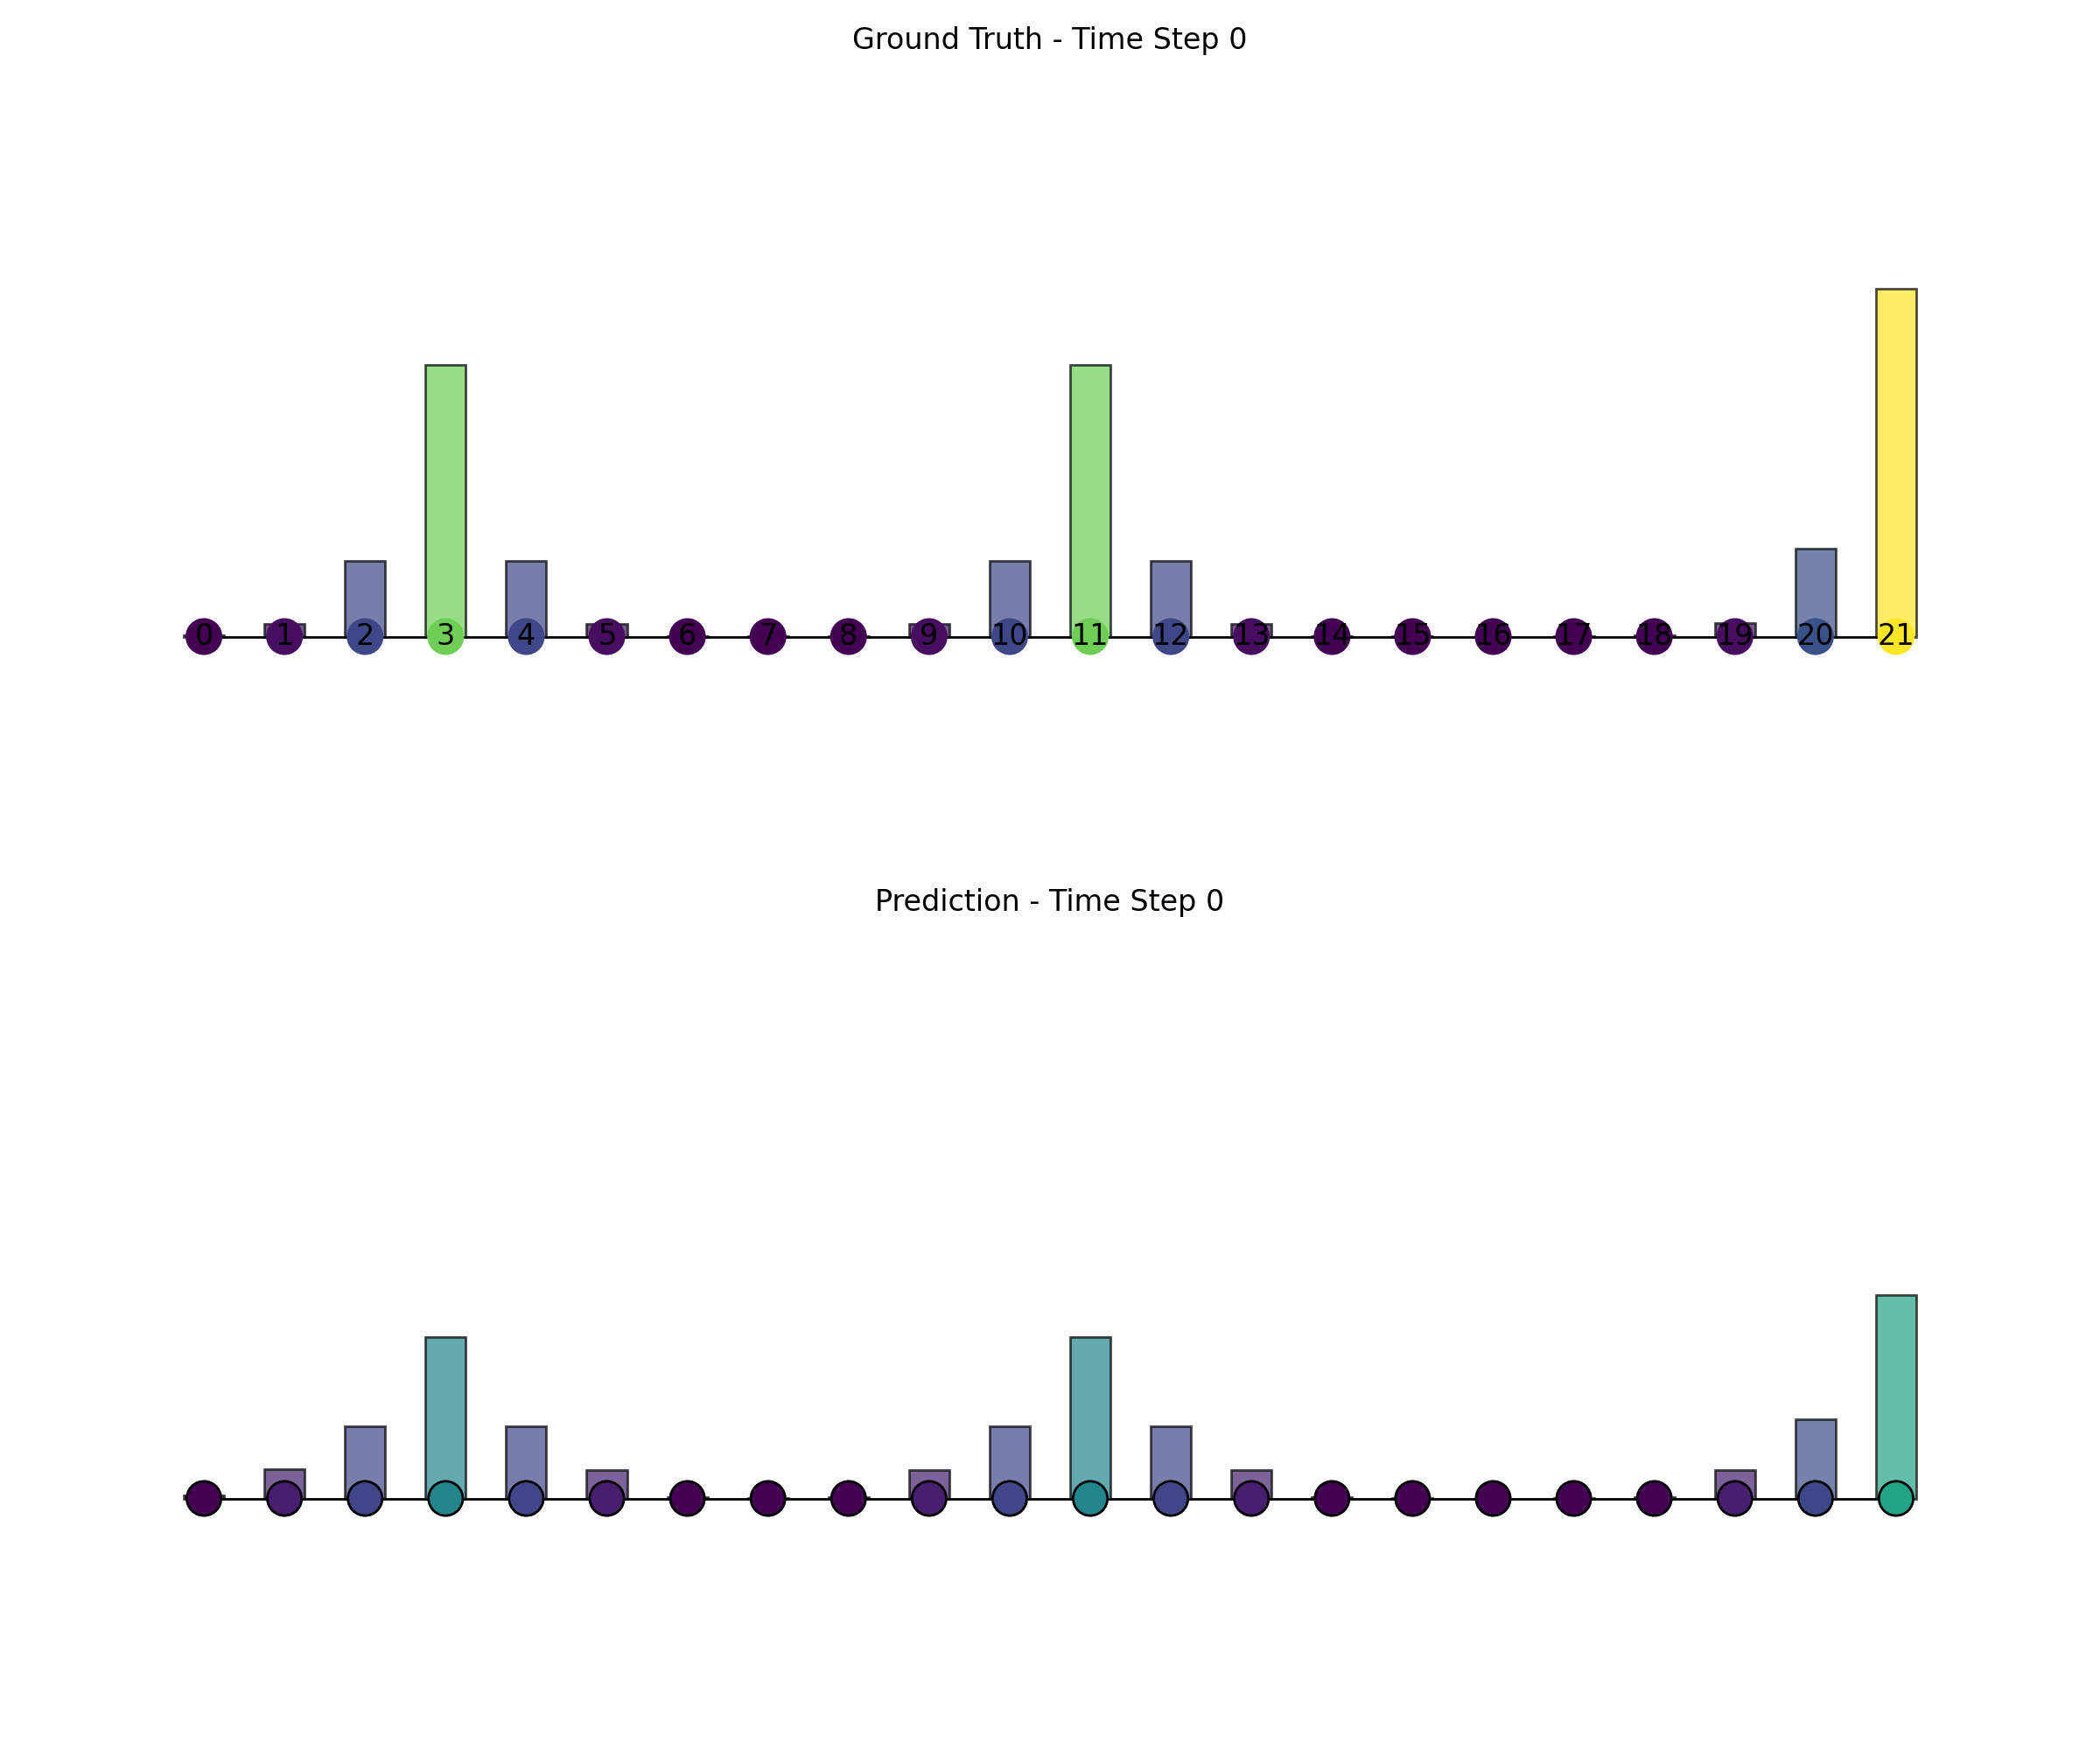 Ground Truth - Time Step 0
0 1 2 3 4 5 6 7 8 9 10 11 12 13 14 15 16 17 18 19 20 21
Prediction - Time Step 0